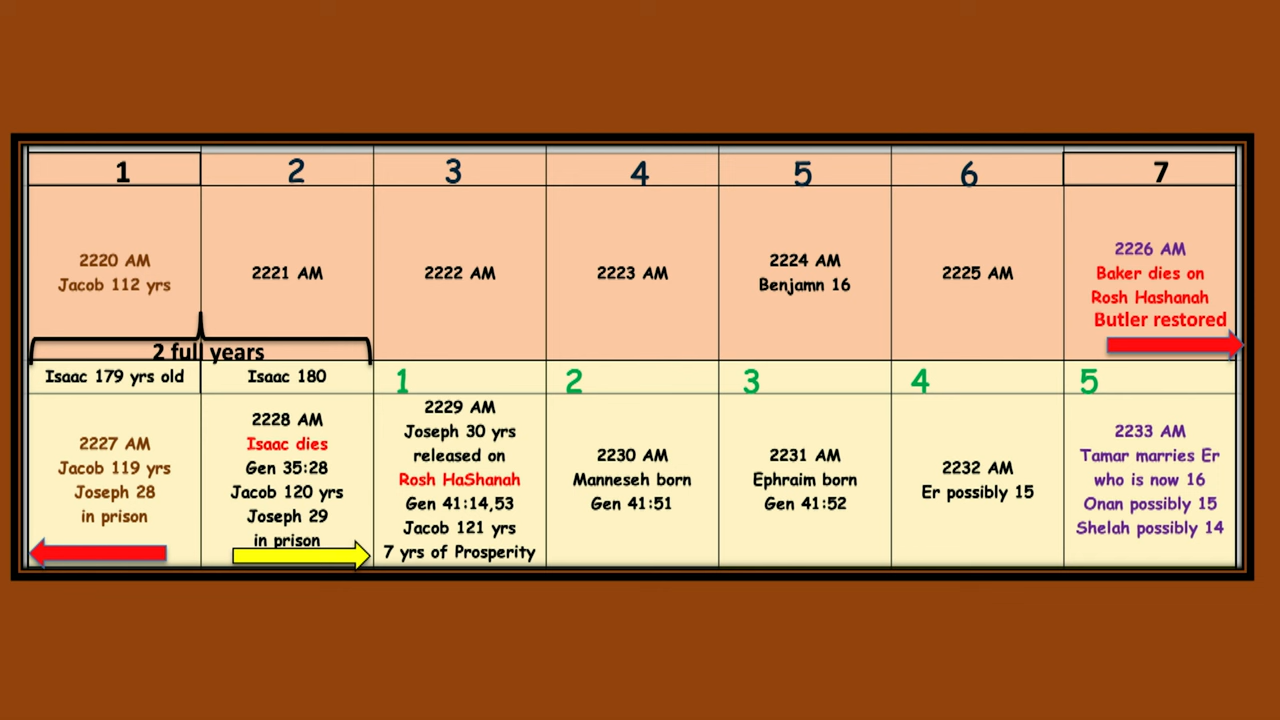 1
2
3
4
5
6
7
2220 AM
Jacob 112 yrs
2221 AM
2222 AM
2223 AM
2224 AM
Benjamn 16
2225 AM
2226 AM
Baker dies on
Rosh Hashanah
Butler restored
2 full years
Isaac 179 yrs old
Isaac 180
1
2
3
4
5
2227 AM
Jacob 119 yrs
Joseph 28
in prison
2228 AM
Isaac dies
Gen 35:28
Jacob 120 yrs
Joseph 29
in prison
2229 AM
Joseph 30 yrs
released on
Rosh HaShanah
Gen 41:14,53
Jacob 121 yrs
7 yrs of Prosperity
2230 AM
Manneseh born
Gen 41:51
2231 AM
Ephraim born
Gen 41:52
2232 AM
Er possibly 15
2233 AM
Tamar marries Er
who is now 16
Onan possibly 15
Shelah possibly 14